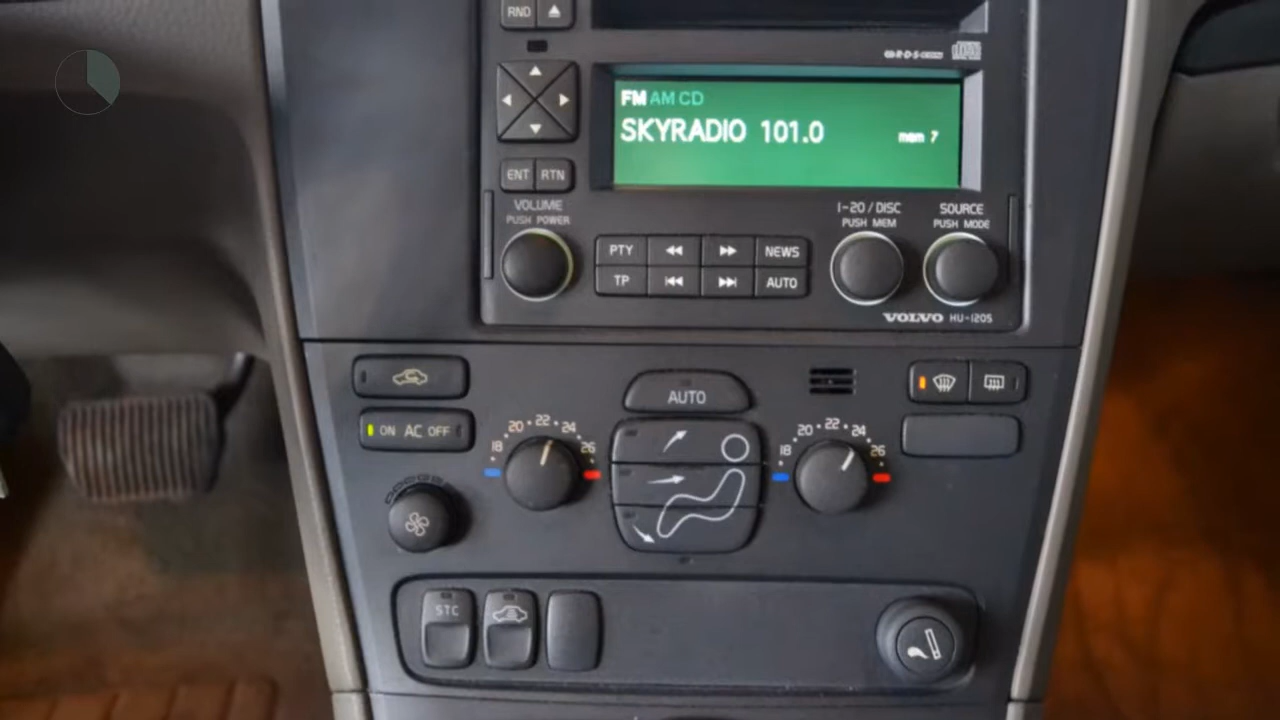 RND
FM AM CD
SKYRADIO 101.0 mem 7
ENT RTN
VOLUME
PUSH POWER
1-20/DISC
PUSH MEM
SOURCE
PUSH MODE
PTY NEWS
TP AUTO
VOLVO HU-1205
AUTO
ON AC OFF
18 20 22 24 26
18 20 22 24 26
STC